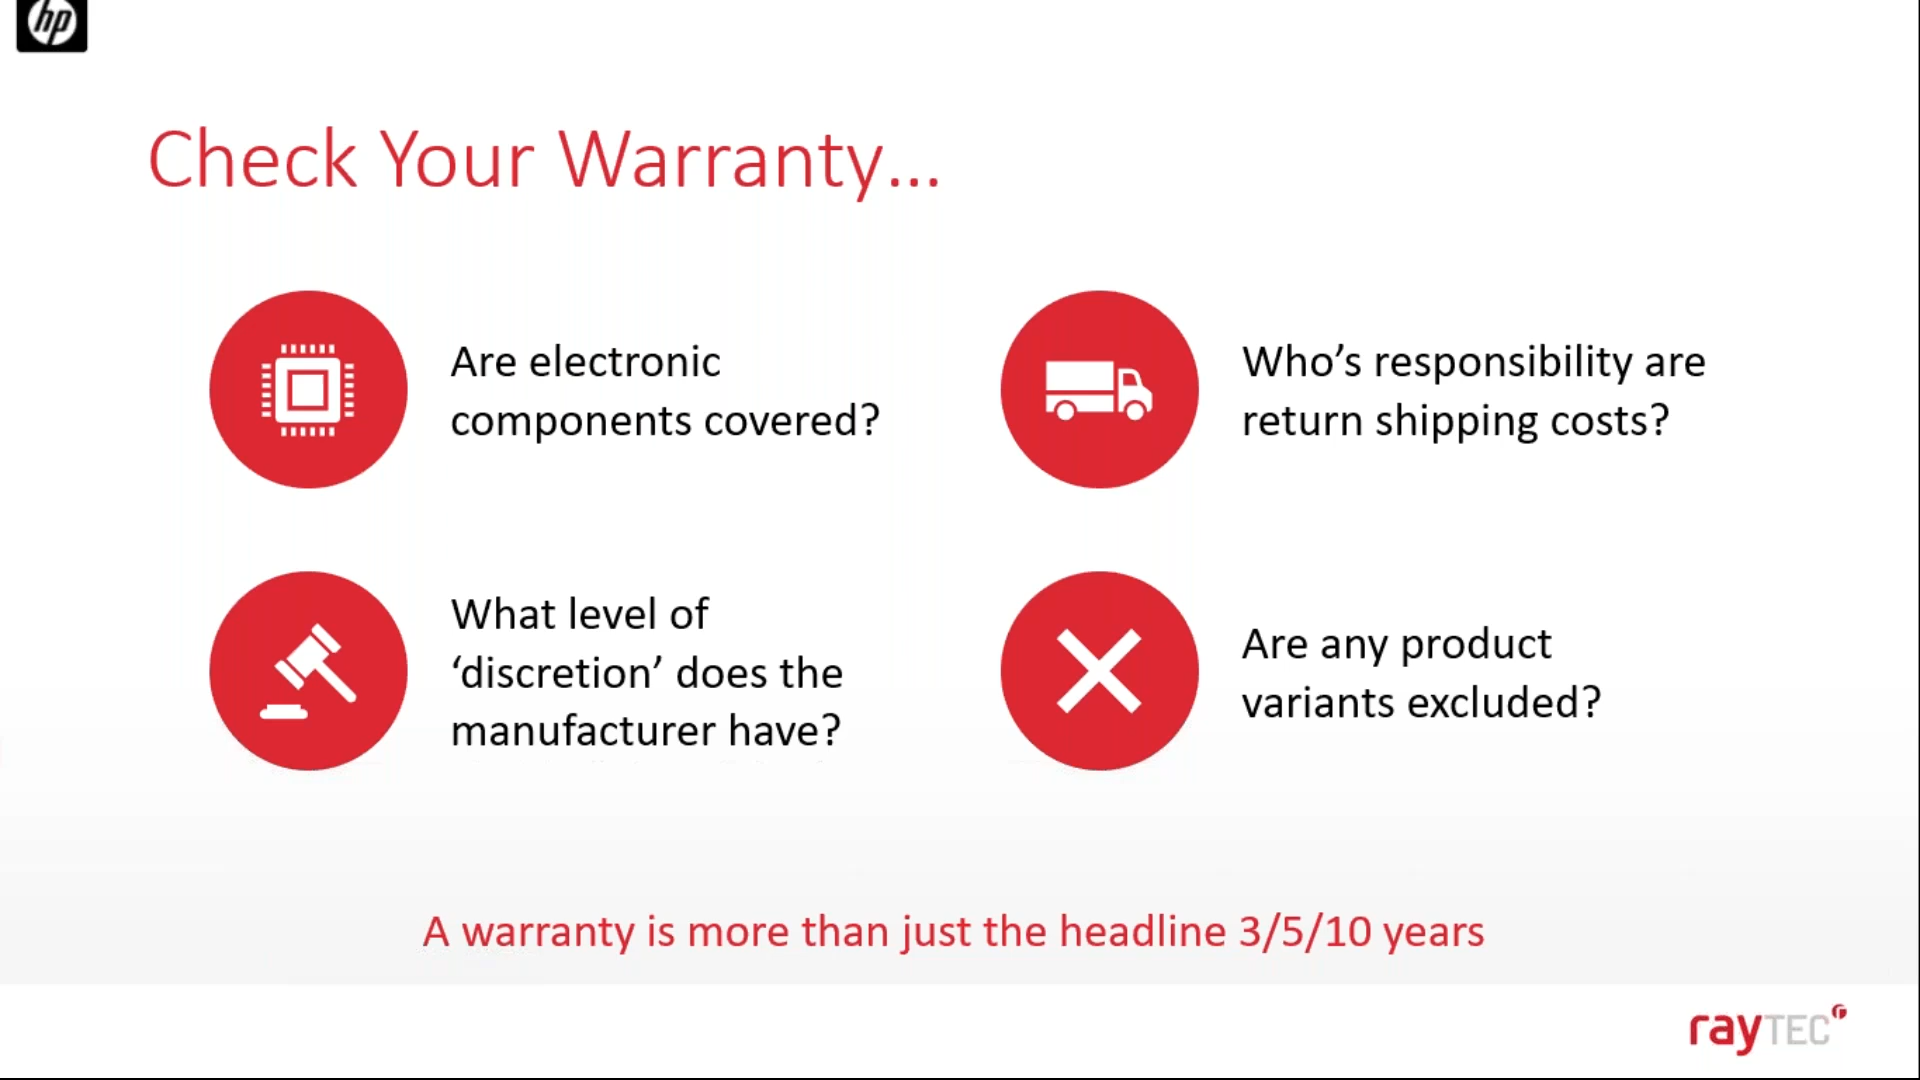 hp
Check Your Warranty...
Are electronic
components covered?
Who’s responsibility are
return shipping costs?
What level of
‘discretion’ does the
manufacturer have?
Are any product
variants excluded?
A warranty is more than just the headline 3/5/10 years
rayTEC